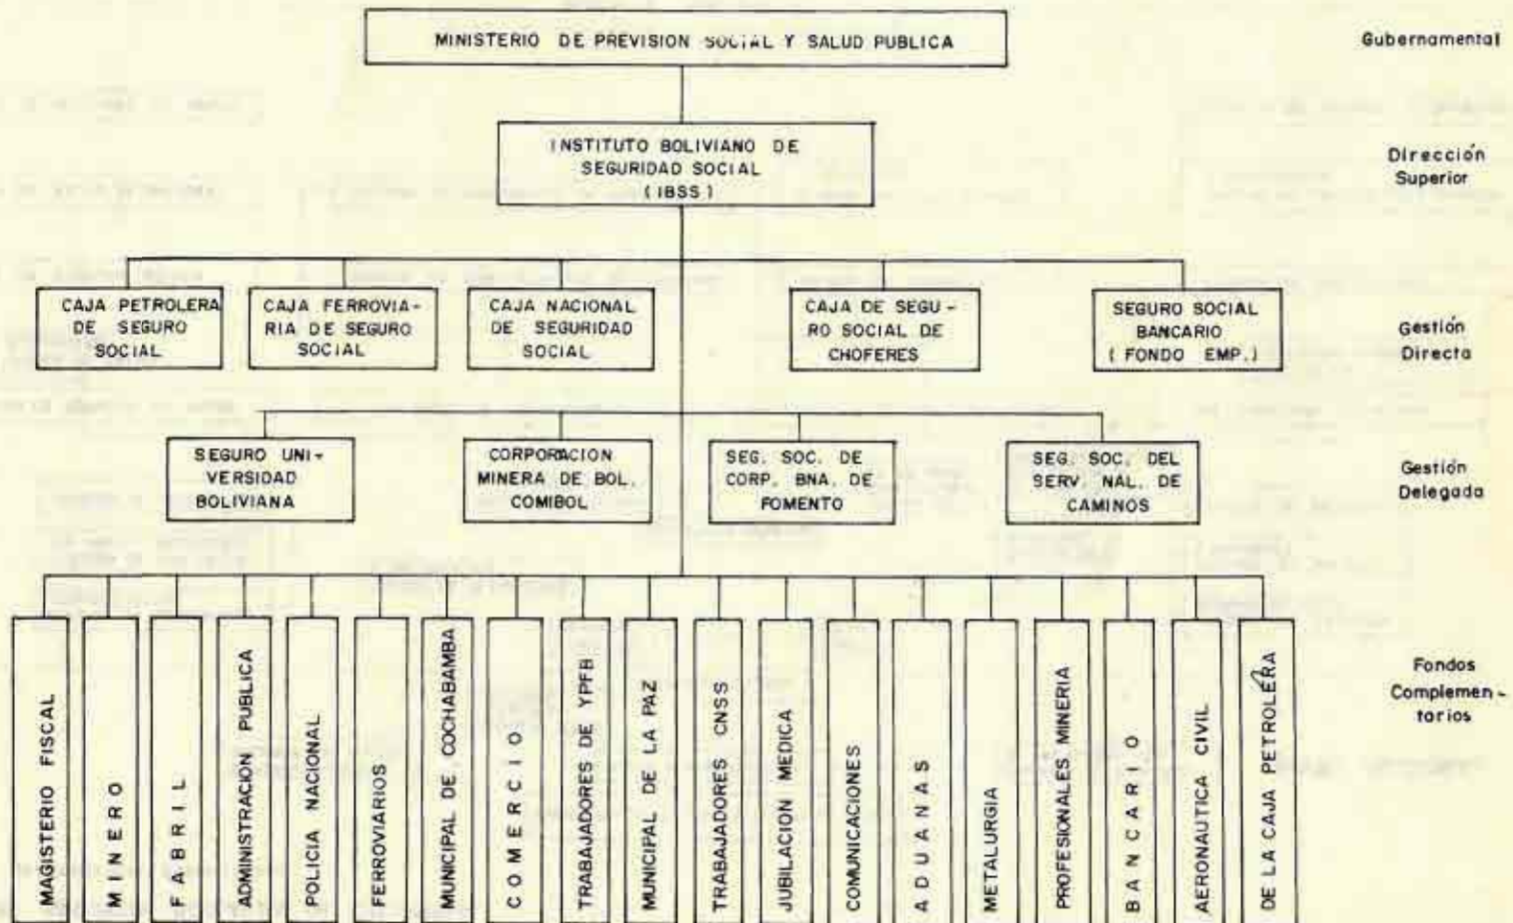 MINISTERIO DE PREVISION SOCIAL Y SALUD PUBLICA
Gubernamental
INSTITUTO BOLIVIANO DE
SEGURIDAD SOCIAL
(IBSS)
Dirección
Superior
CAJA PETROLERA
DE SEGURO
SOCIAL
CAJA FERROVIA-
RIA DE SEGURO
SOCIAL
CAJA NACIONAL
DE SEGURIDAD
SOCIAL
CAJA DE SEGU-
RO SOCIAL DE
CHOFERES
SEGURO SOCIAL
BANCARIO
(FONDO EMP.)
Gestión
Directa
SEGURO UNI-
VERSIDAD
BOLIVIANA
CORPORACION
MINERA DE BOL.
COMIBOL
SEG. SOC. DE
CORP. BNA. DE
FOMENTO
SEG. SOC. DEL
SERV. NAL. DE
CAMINOS
Gestión
Delegada
MAGISTERIO FISCAL
MINERO
FABRIL
ADMINISTRACION PUBLICA
POLICIA NACIONAL
FERROVIARIOS
MUNICIPAL DE COCHABAMBA
COMERCIO
TRABAJADORES DE YPFB
MUNICIPAL DE LA PAZ
TRABAJADORES CNSS
JUBILACION MEDICA
COMUNICACIONES
ADUANAS
METALURGIA
PROFESIONALES MINERIA
BANCARIO
AERONAUTICA CIVIL
DE LA CAJA PETROLERA
Fondos
Complemen-
tarios